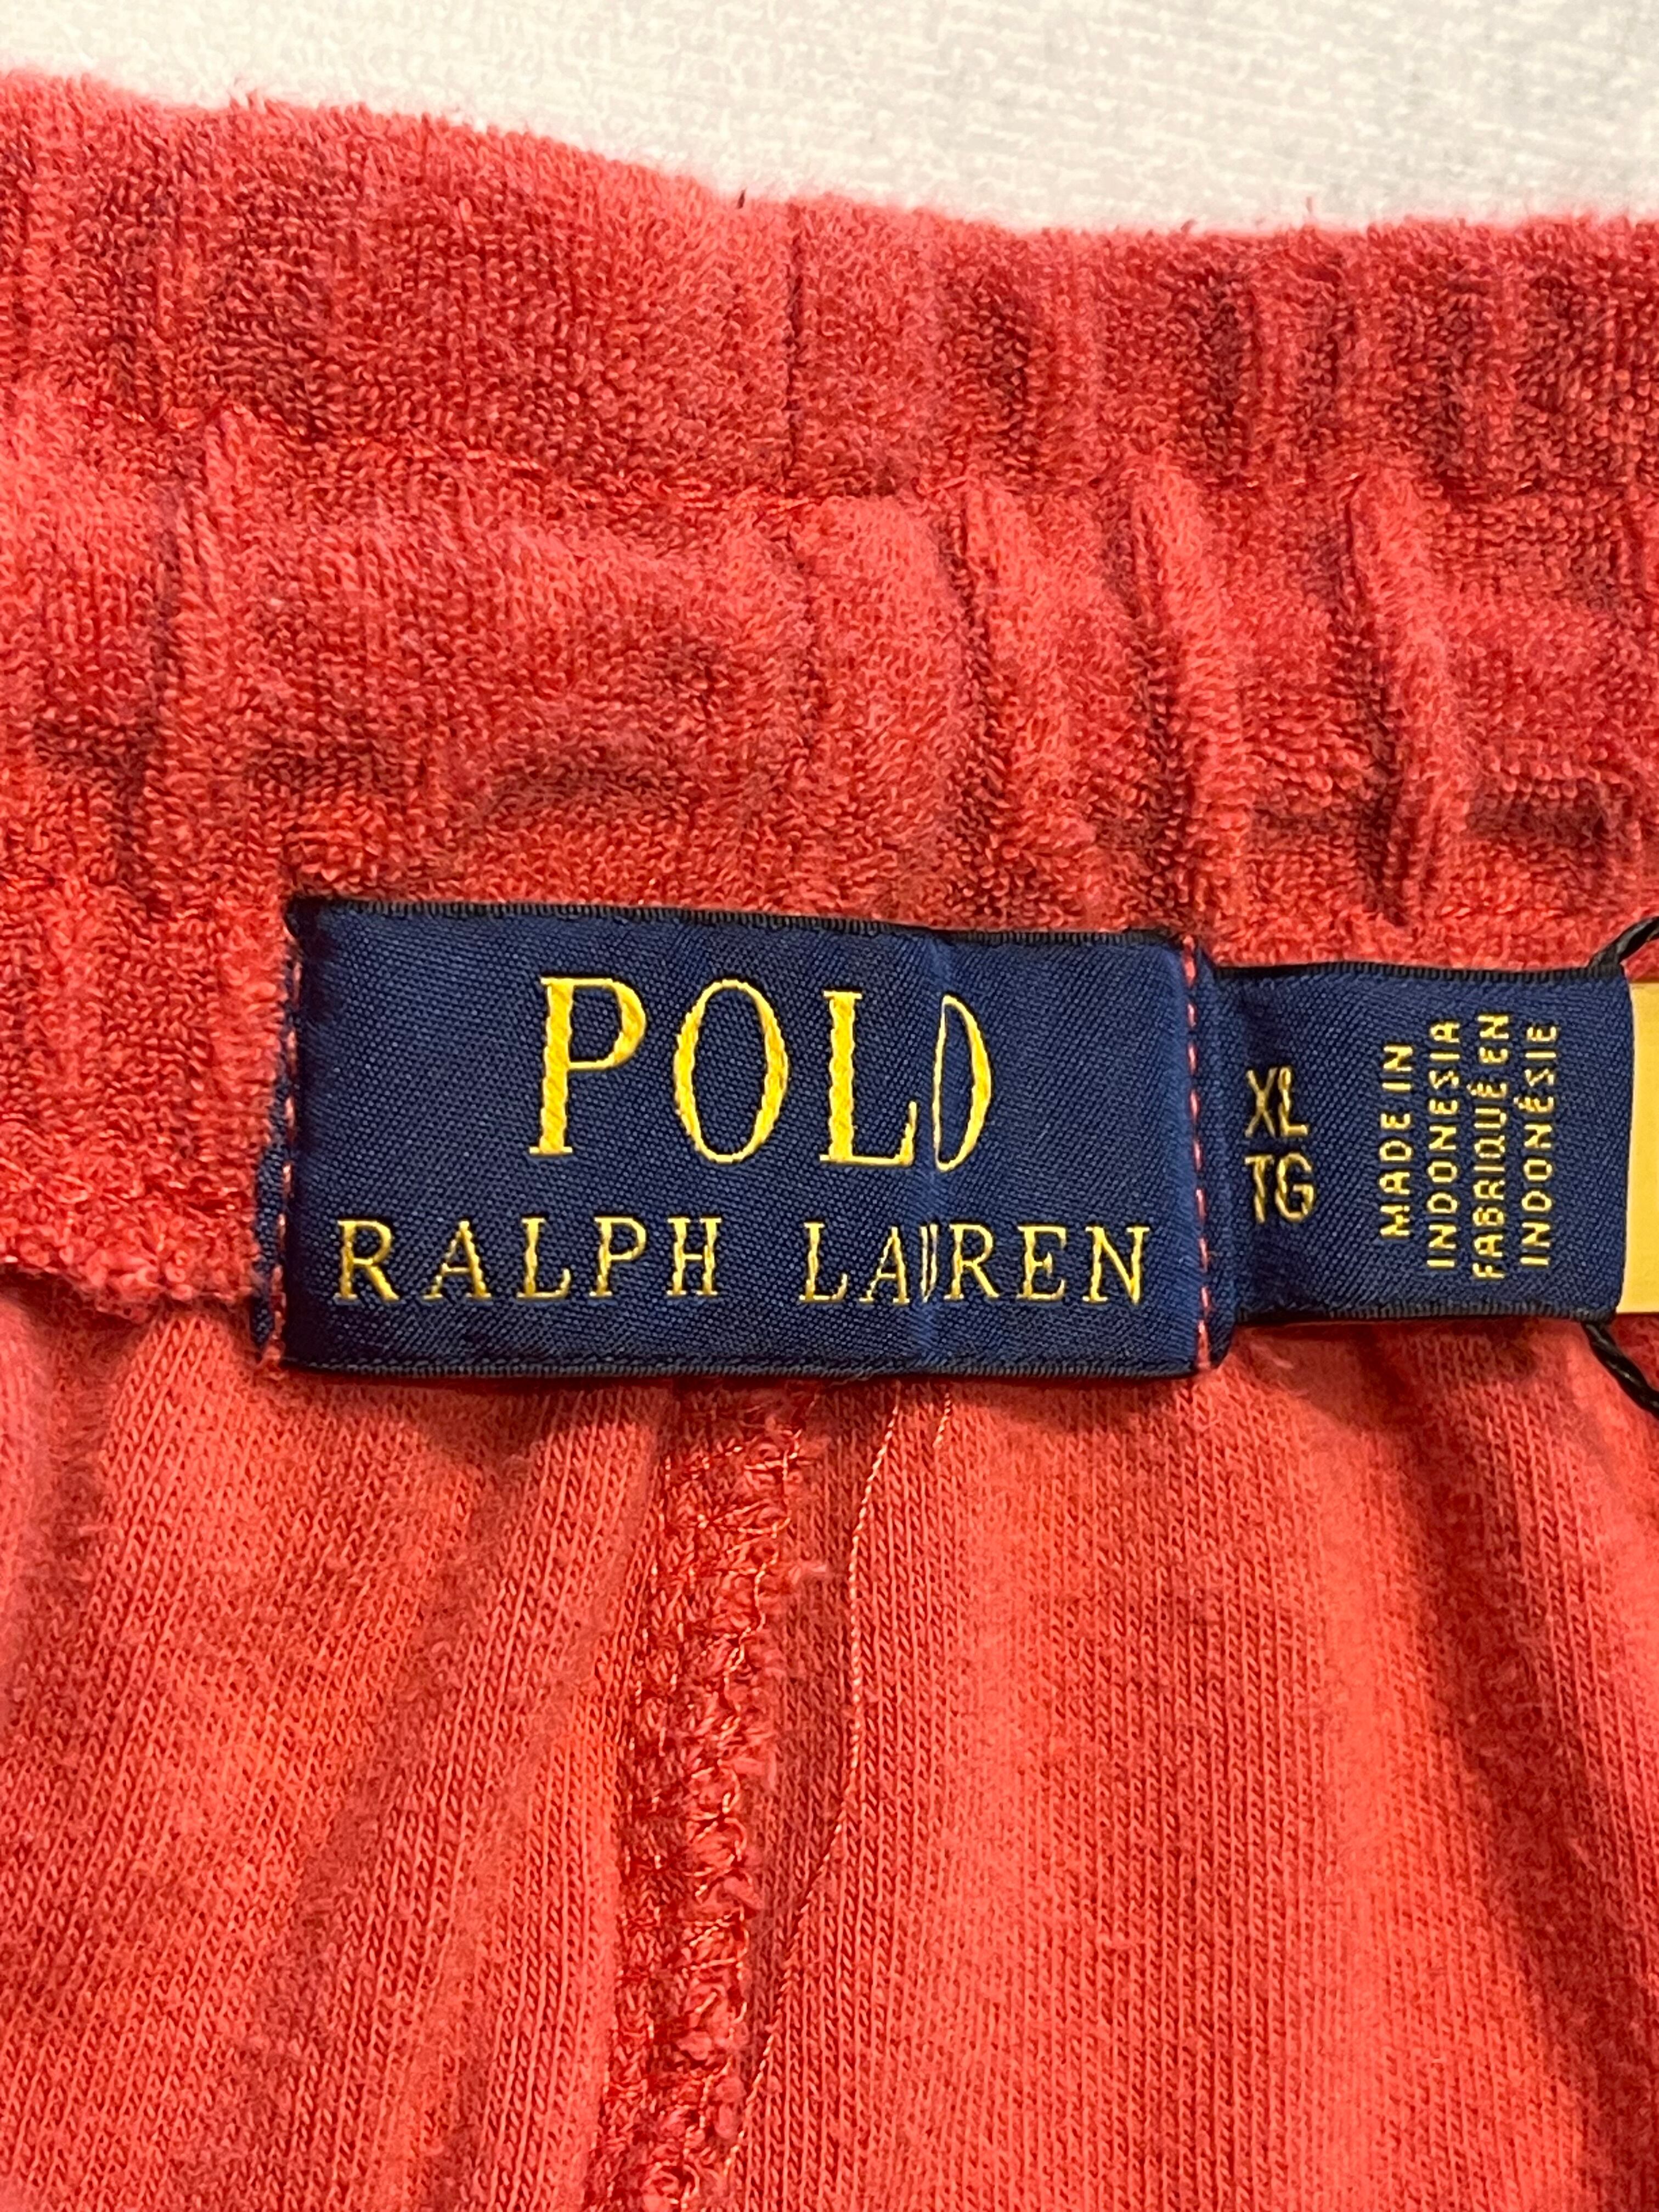 POLO
RALPH LAUREN
XL
TG
MADE IN
INDONESIA
FABRIQUÉ EN
INDONÉSIE